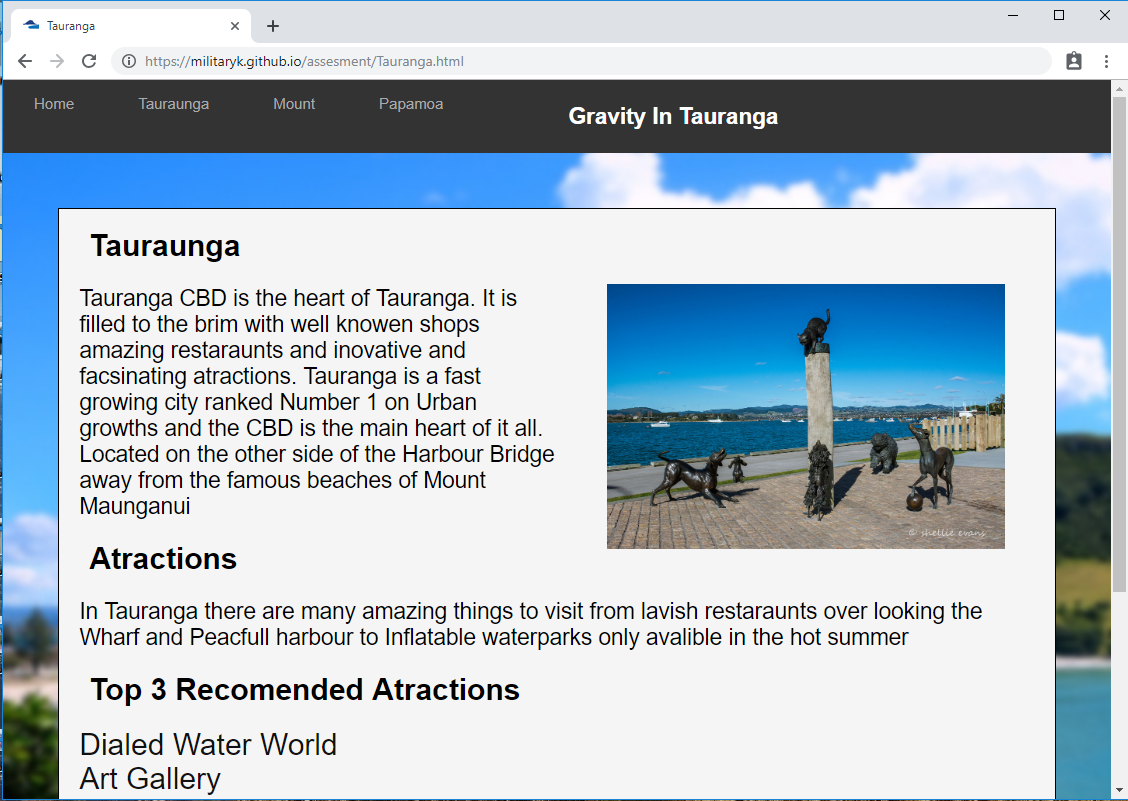 Tauranga
https://militaryk.github.io/assesment/Tauranga.html
Home Tauraunga Mount Papamoa
Gravity In Tauranga
Tauraunga
Tauranga CBD is the heart of Tauranga. It is
filled to the brim with well knowen shops
amazing restaraunts and inovative and
facsinating atractions. Tauranga is a fast
growing city ranked Number 1 on Urban
growths and the CBD is the main heart of it all.
Located on the other side of the Harbour Bridge
away from the famous beaches of Mount
Maunganui
© shellie evans
Atractions
In Tauranga there are many amazing things to visit from lavish restaraunts over looking the
Wharf and Peacfull harbour to Inflatable waterparks only avalible in the hot summer
Top 3 Recomended Atractions
Dialed Water World
Art Gallery